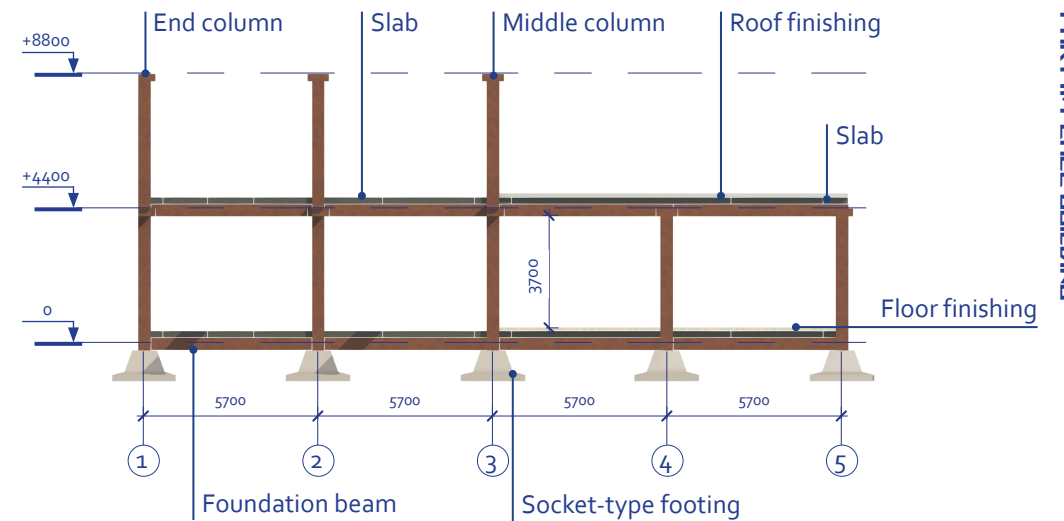 End column
Slab
Middle column
Roof finishing
+8800
Slab
+4400
3700
0
Floor finishing
5700
5700
5700
5700
1
2
3
4
5
Foundation beam
Socket-type footing